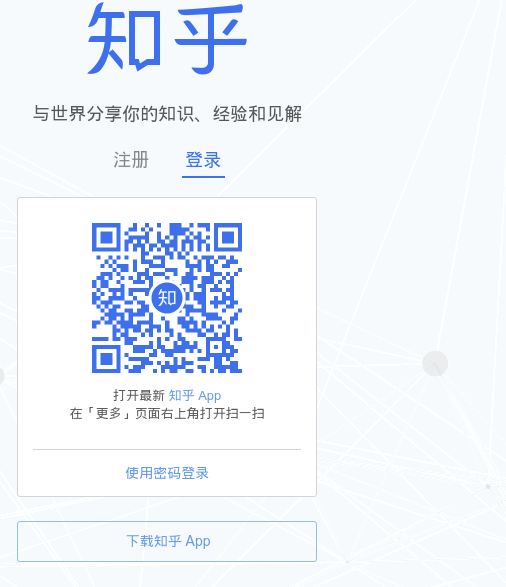 知乎
与世界分享你的知识、经验和见解
注册 登录
知
打开最新 知乎 App
在「更多」页面右上角打开扫一扫
使用密码登录
下载知乎 App